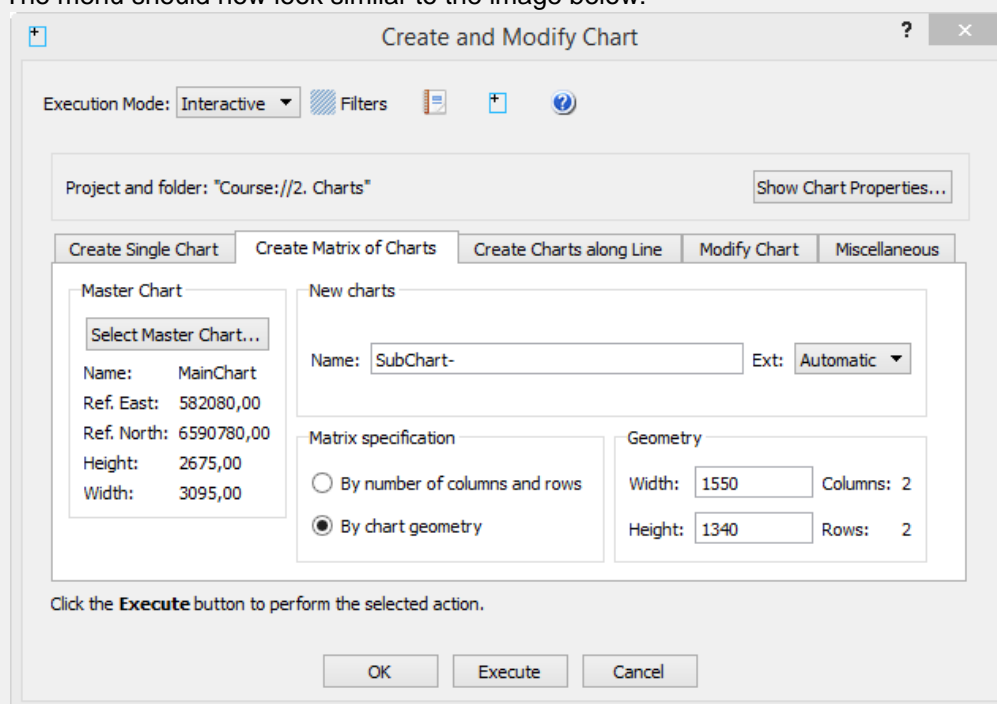 The menu should now look similar to the image below.
Create and Modify Chart ?
Execution Mode: Interactive Filters
Project and folder: "Course://2. Charts" Show Chart Properties...
Create Single Chart Create Matrix of Charts Create Charts along Line Modify Chart Miscellaneous
Master Chart
Select Master Chart...
Name: MainChart
Ref. East: 582080,00
Ref. North: 6590780,00
Height: 2675,00
Width: 3095,00
New charts
Name: SubChart- Ext: Automatic
Matrix specification
By number of columns and rows
By chart geometry
Geometry
Width: 1550 Columns: 2
Height: 1340 Rows: 2
Click the Execute button to perform the selected action.
OK Execute Cancel